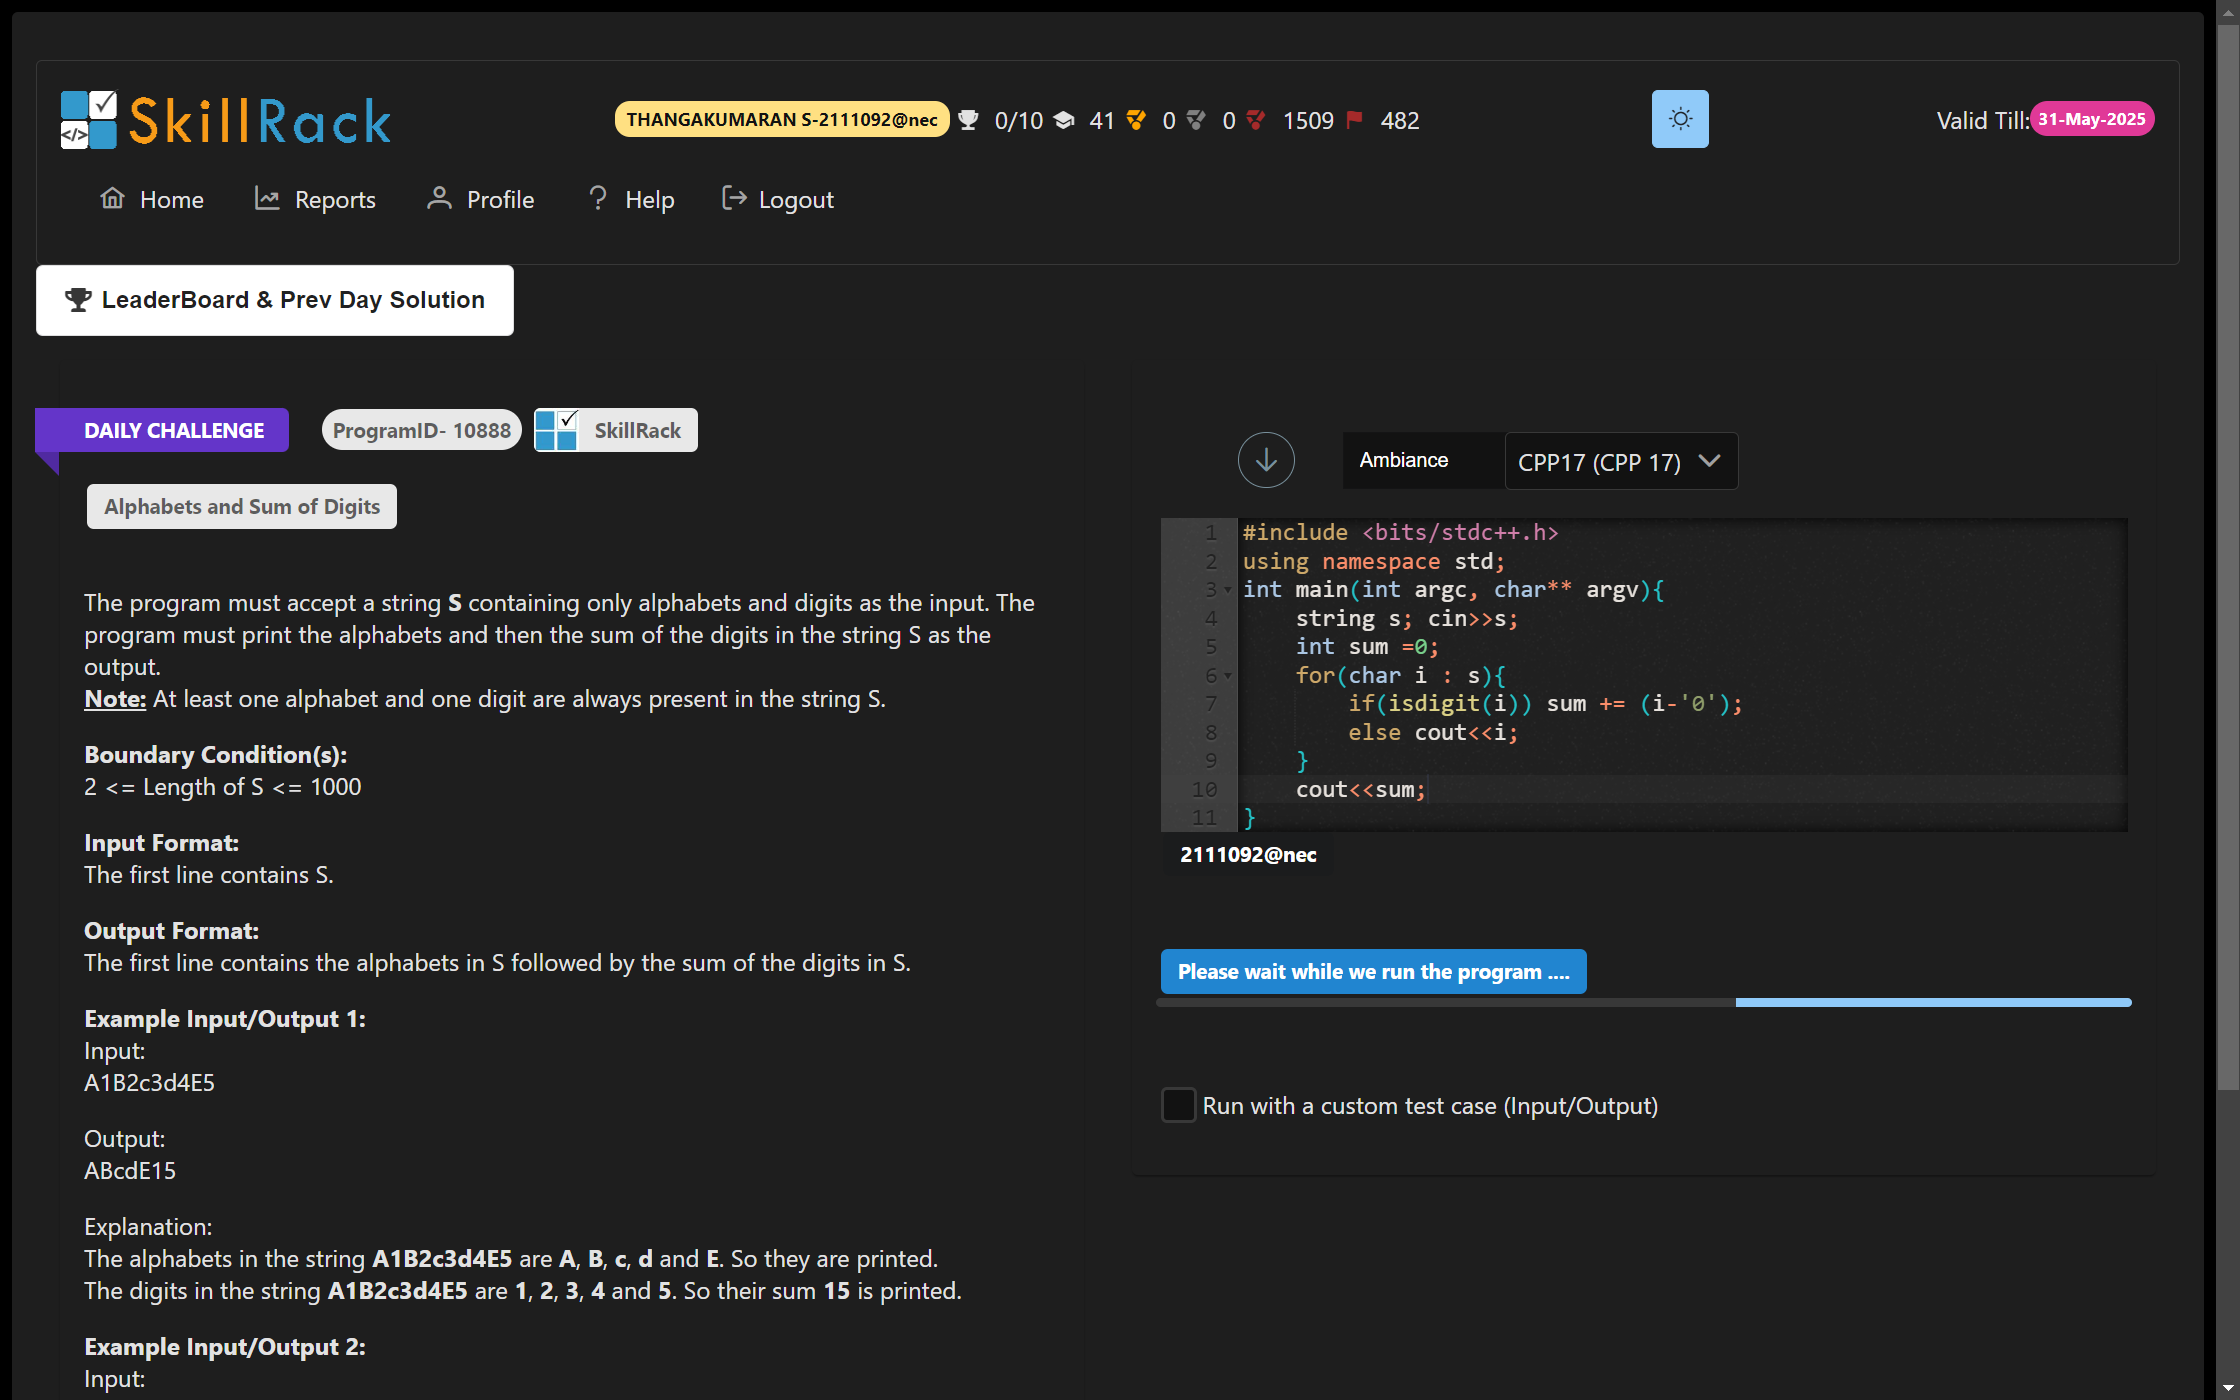 SkillRack
THANGAKUMARAN S-2111092@nec 0/10 41 0 0 1509 482
Valid Till: 31-May-2025
Home Reports Profile Help Logout
LeaderBoard & Prev Day Solution
DAILY CHALLENGE ProgramID- 10888 SkillRack
Alphabets and Sum of Digits
The program must accept a string S containing only alphabets and digits as the input. The
program must print the alphabets and then the sum of the digits in the string S as the
output.
Note: At least one alphabet and one digit are always present in the string S.
Boundary Condition(s):
2 <= Length of S <= 1000
Input Format:
The first line contains S.
Output Format:
The first line contains the alphabets in S followed by the sum of the digits in S.
Example Input/Output 1:
Input:
A1B2c3d4E5
Output:
ABcdE15
Explanation:
The alphabets in the string A1B2c3d4E5 are A, B, c, d and E. So they are printed.
The digits in the string A1B2c3d4E5 are 1, 2, 3, 4 and 5. So their sum 15 is printed.
Example Input/Output 2:
Input:
Ambiance CPP17 (CPP 17)
1 #include <bits/stdc++.h>
2 using namespace std;
3 int main(int argc, char** argv){
4 string s; cin>>s;
5 int sum =0;
6 for(char i : s){
7 if(isdigit(i)) sum += (i-'0');
8 else cout<<i;
9 }
10 cout<<sum;
11 }
2111092@nec
Please wait while we run the program ....
Run with a custom test case (Input/Output)